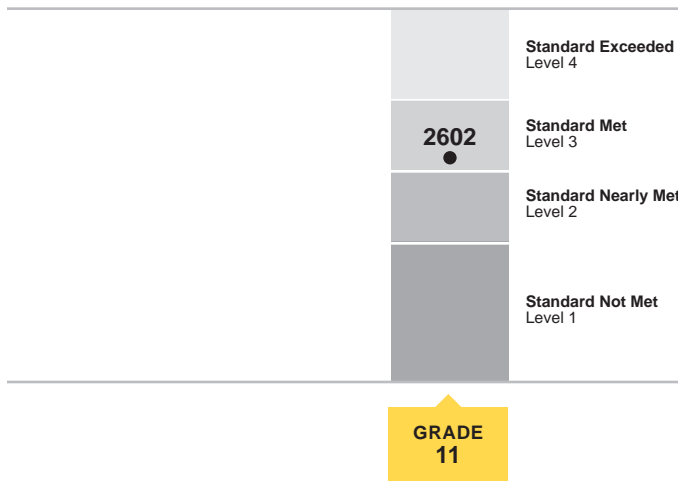 Standard Exceeded
Level 4
2602
Standard Met
Level 3
Standard Nearly Met
Level 2
Standard Not Met
Level 1
GRADE
11